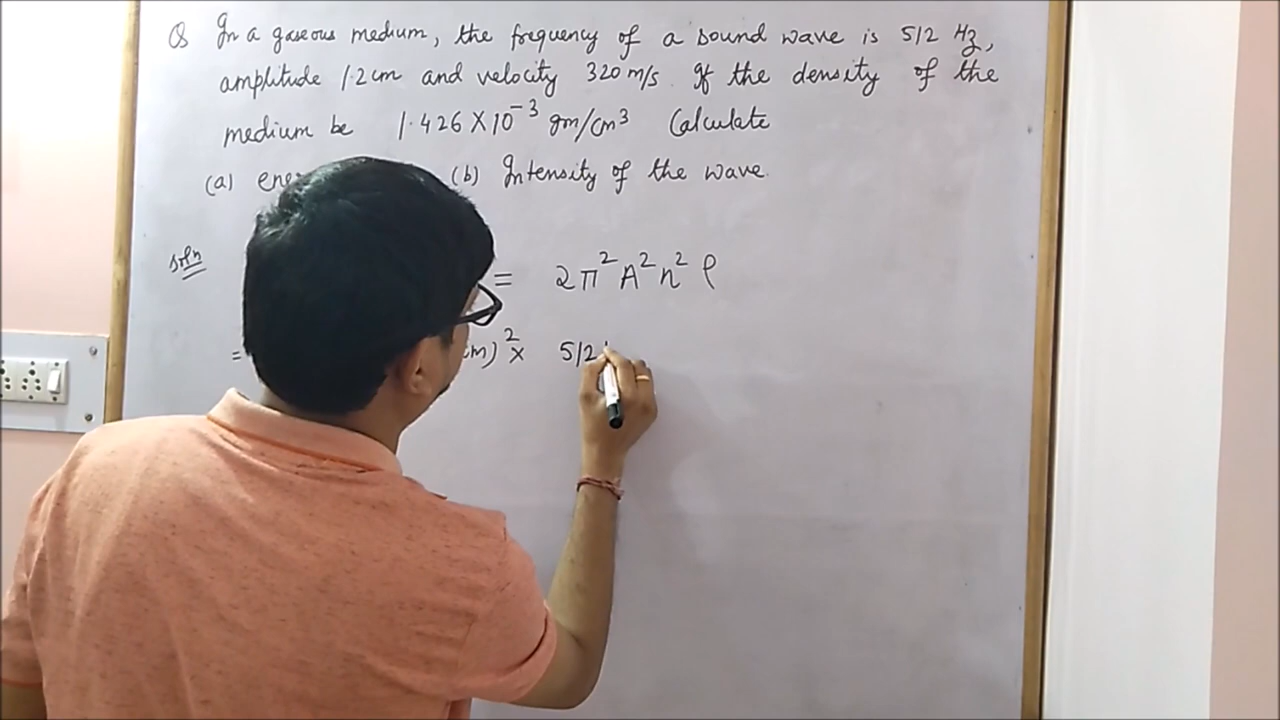 Q In a gaseous medium, the frequency of a sound wave is 512 Hz,
amplitude 1.2 cm and velocity 320 m/s. If the density of the
medium be 1.426 X 10⁻³ gm/cm³ Calculate
(a) (b) Intensity of the wave.
Soln = 2π² A² n² ρ
= cm)² x 512